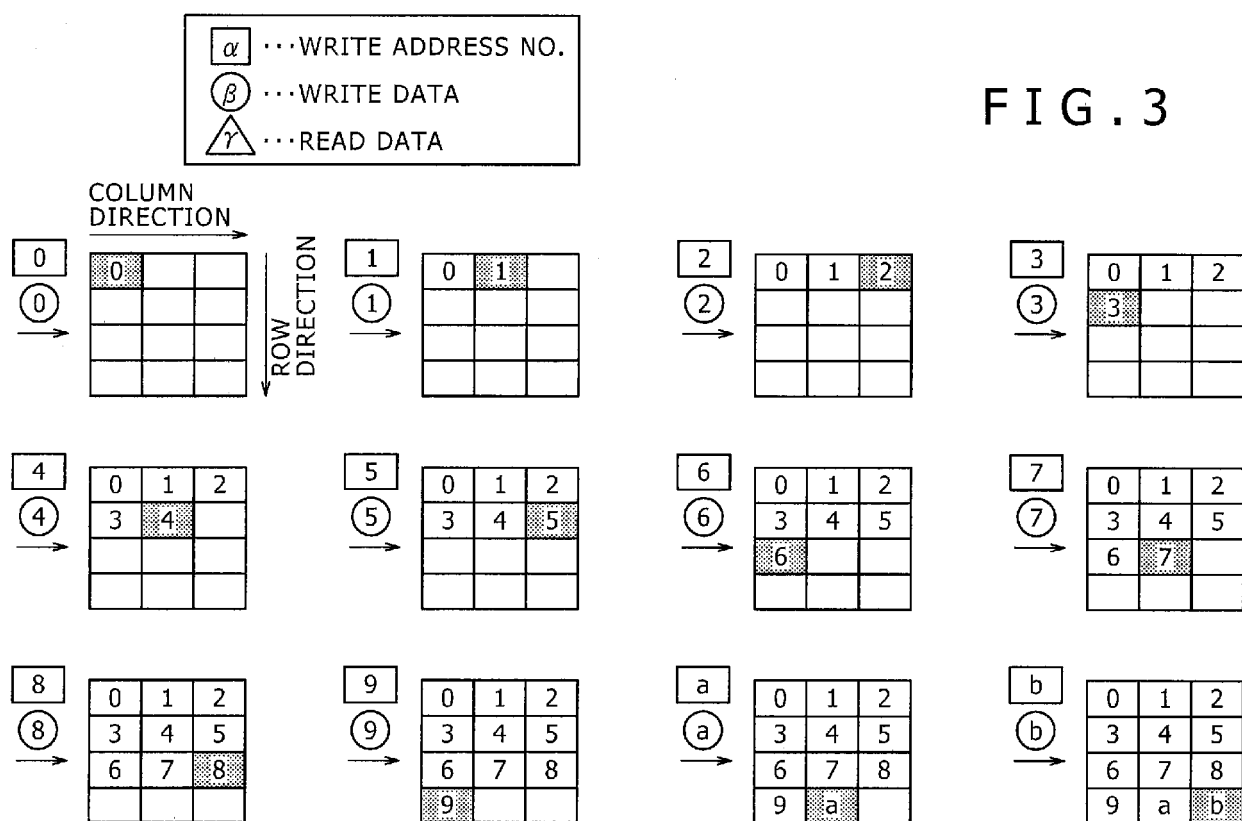 α ···WRITE ADDRESS NO.
β ···WRITE DATA
γ ···READ DATA
FIG.3
COLUMN
DIRECTION
ROW
DIRECTION
0
0
0
1
1
0 1
2
2
0 1 2
3
3
0 1 2
3
4
4
0 1 2
3 4
5
5
0 1 2
3 4 5
6
6
0 1 2
3 4 5
6
7
7
0 1 2
3 4 5
6 7
8
8
0 1 2
3 4 5
6 7 8
9
9
0 1 2
3 4 5
6 7 8
9
a
a
0 1 2
3 4 5
6 7 8
9 a
b
b
0 1 2
3 4 5
6 7 8
9 a b